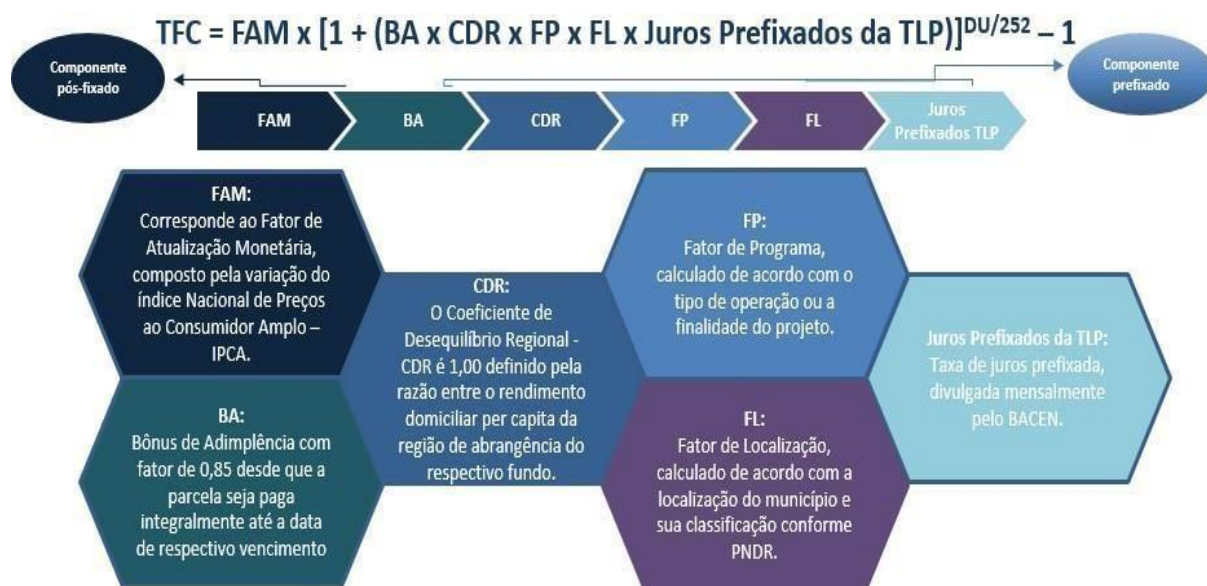 TFC = FAM x [1 + (BA x CDR x FP x FL x Juros Prefixados da TLP)]^DU/252 – 1
Componente
pós-fixado
Componente
prefixado
FAM
BA
CDR
FP
FL
Juros
Prefixados TLP
FAM:
Corresponde ao Fator de
Atualização Monetária,
composto pela variação do
índice Nacional de Preços
ao Consumidor Amplo –
IPCA.
BA:
Bônus de Adimplência com
fator de 0,85 desde que a
parcela seja paga
integralmente até a data
de respectivo vencimento
CDR:
O Coeficiente de
Desequilíbrio Regional -
CDR é 1,00 definido pela
razão entre o rendimento
domiciliar per capita da
região de abrangência do
respectivo fundo.
FP:
Fator de Programa,
calculado de acordo com o
tipo de operação ou a
finalidade do projeto.
FL:
Fator de Localização,
calculado de acordo com a
localização do município e
sua classificação conforme
PNDR.
Juros Prefixados da TLP:
Taxa de juros prefixada,
divulgada mensalmente
pelo BACEN.